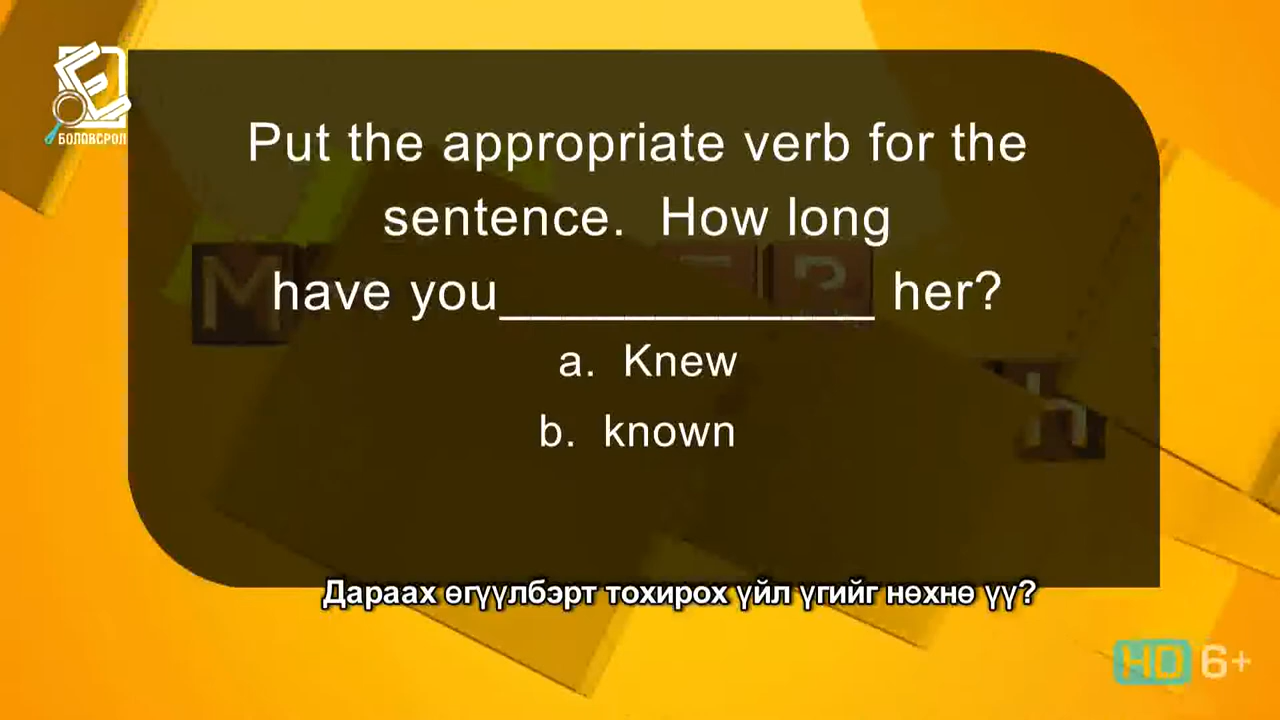 БОЛОВСРОЛ
Put the appropriate verb for the
sentence.  How long
have you____________ her?
a.  Knew
b.  known
Дараах өгүүлбэрт тохирох үйл үгийг нөхнө үү?
HD 6+